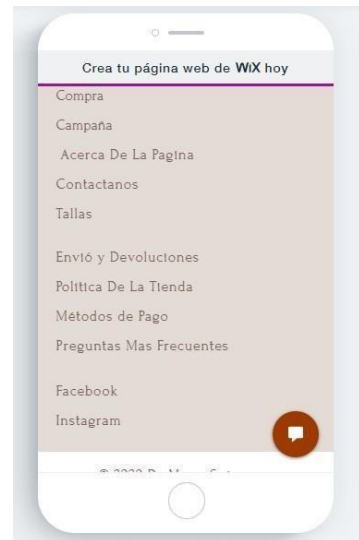 Crea tu página web de WiX hoy
Compra
Campaña
Acerca De La Pagina
Contactanos
Tallas
Envió y Devoluciones
Politica De La Tienda
Métodos de Pago
Preguntas Mas Frecuentes
Facebook
Instagram